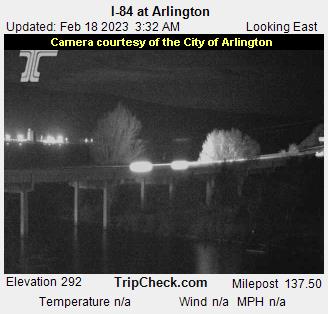 I-84 at Arlington
Updated: Feb 18 2023 3:32 AM Looking East
Camera courtesy of the City of Arlington
Elevation 292 TripCheck.com Milepost 137.50
Temperature n/a Wind n/a MPH n/a